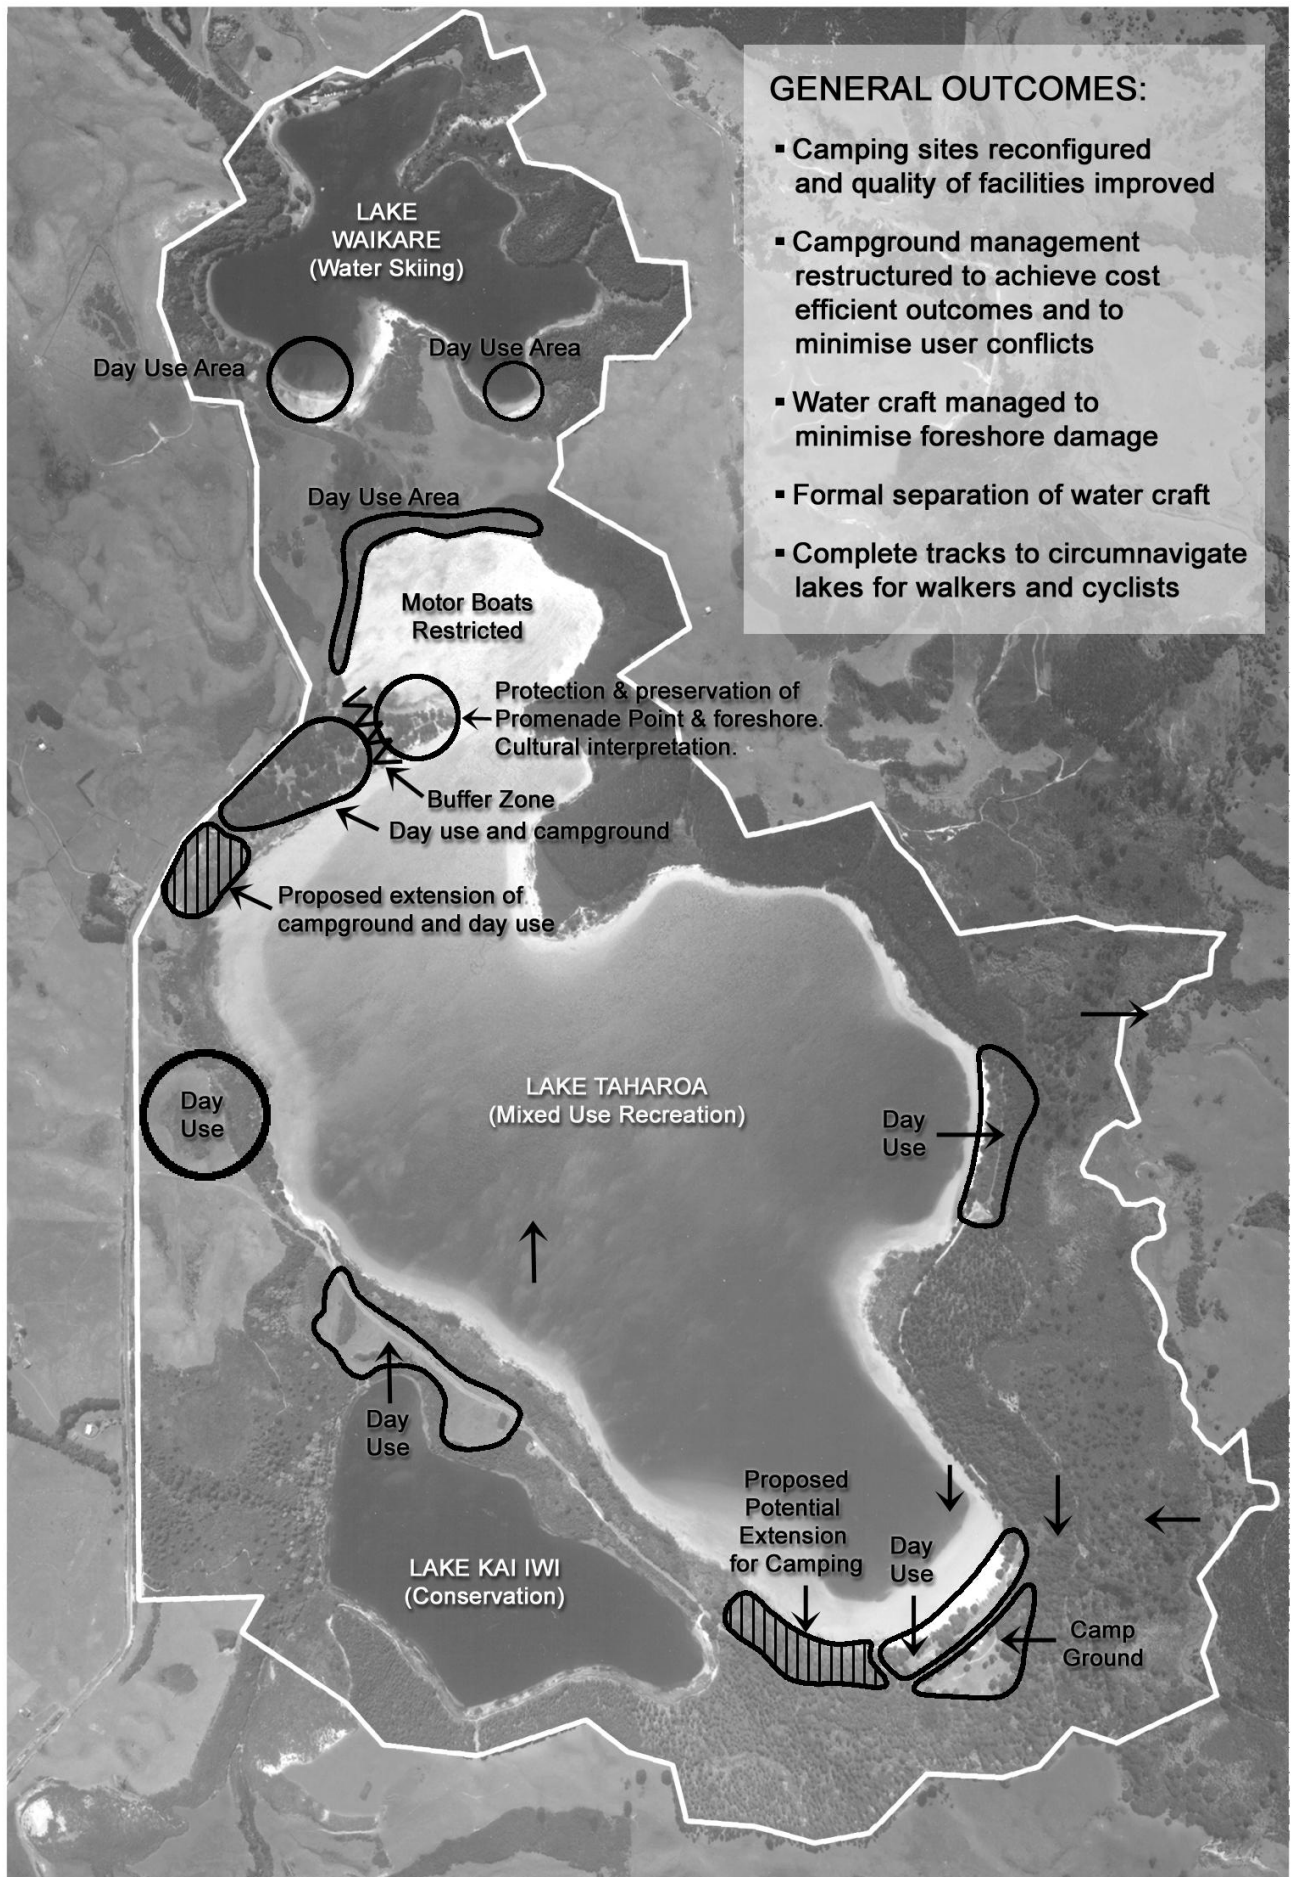 GENERAL OUTCOMES:
▪ Camping sites reconfigured
and quality of facilities improved
▪ Campground management
restructured to achieve cost
efficient outcomes and to
minimise user conflicts
▪ Water craft managed to
minimise foreshore damage
▪ Formal separation of water craft
▪ Complete tracks to circumnavigate
lakes for walkers and cyclists
LAKE
WAIKARE
(Water Skiing)
Day Use Area
Day Use Area
Day Use Area
Motor Boats
Restricted
Protection & preservation of
Promenade Point & foreshore.
Cultural interpretation.
Buffer Zone
Day use and campground
Proposed extension of
campground and day use
LAKE TAHAROA
(Mixed Use Recreation)
Day
Use
Day
Use
Day
Use
Proposed
Potential
Extension
for Camping
Day
Use
LAKE KAI IWI
(Conservation)
Camp
Ground